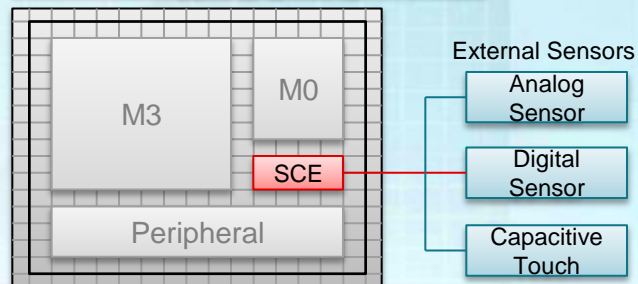 M3
M0
SCE
Peripheral
External Sensors
Analog
Sensor
Digital
Sensor
Capacitive
Touch